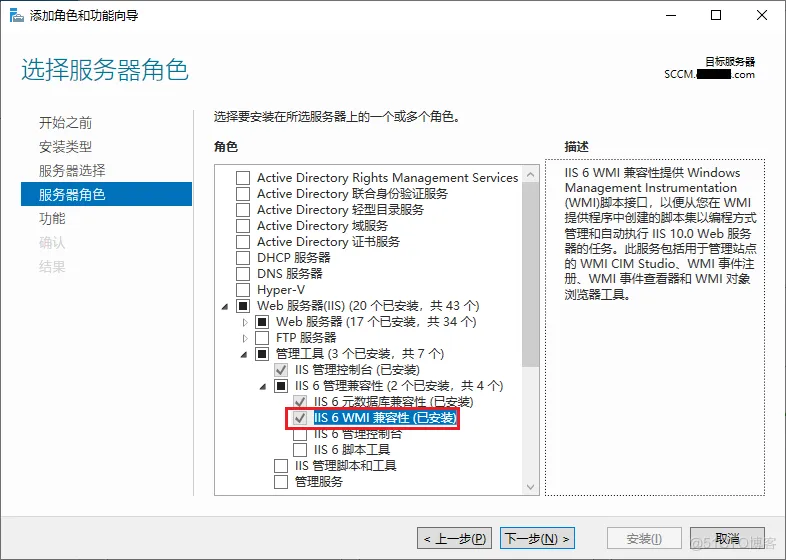 添加角色和功能向导
选择服务器角色
目标服务器
SCCM. .com
开始之前
安装类型
服务器选择
服务器角色
功能
确认
结果
选择要安装在所选服务器上的一个或多个角色。
角色
Active Directory Rights Management Services
Active Directory 联合身份验证服务
Active Directory 轻型目录服务
Active Directory 域服务
Active Directory 证书服务
DHCP 服务器
DNS 服务器
Hyper-V
Web 服务器(IIS) (20 个已安装，共 43 个)
Web 服务器 (17 个已安装，共 34 个)
FTP 服务器
管理工具 (3 个已安装，共 7 个)
IIS 管理控制台 (已安装)
IIS 6 管理兼容性 (2 个已安装，共 4 个)
IIS 6 元数据库兼容性 (已安装)
IIS 6 WMI 兼容性 (已安装)
IIS 6 管理控制台
IIS 6 脚本工具
IIS 管理脚本和工具
管理服务
描述
IIS 6 WMI 兼容性提供 Windows
Management Instrumentation
(WMI)脚本接口，以便从您在 WMI
提供程序中创建的脚本集以编程方式
管理和自动执行 IIS 10.0 Web 服务
器的任务。此服务包括用于管理站点
的 WMI CIM Studio、WMI 事件注
册、WMI 事件查看器和 WMI 对象
浏览器工具。
< 上一步(P)
下一步(N) >
安装(I)
取消
@51CTO博客